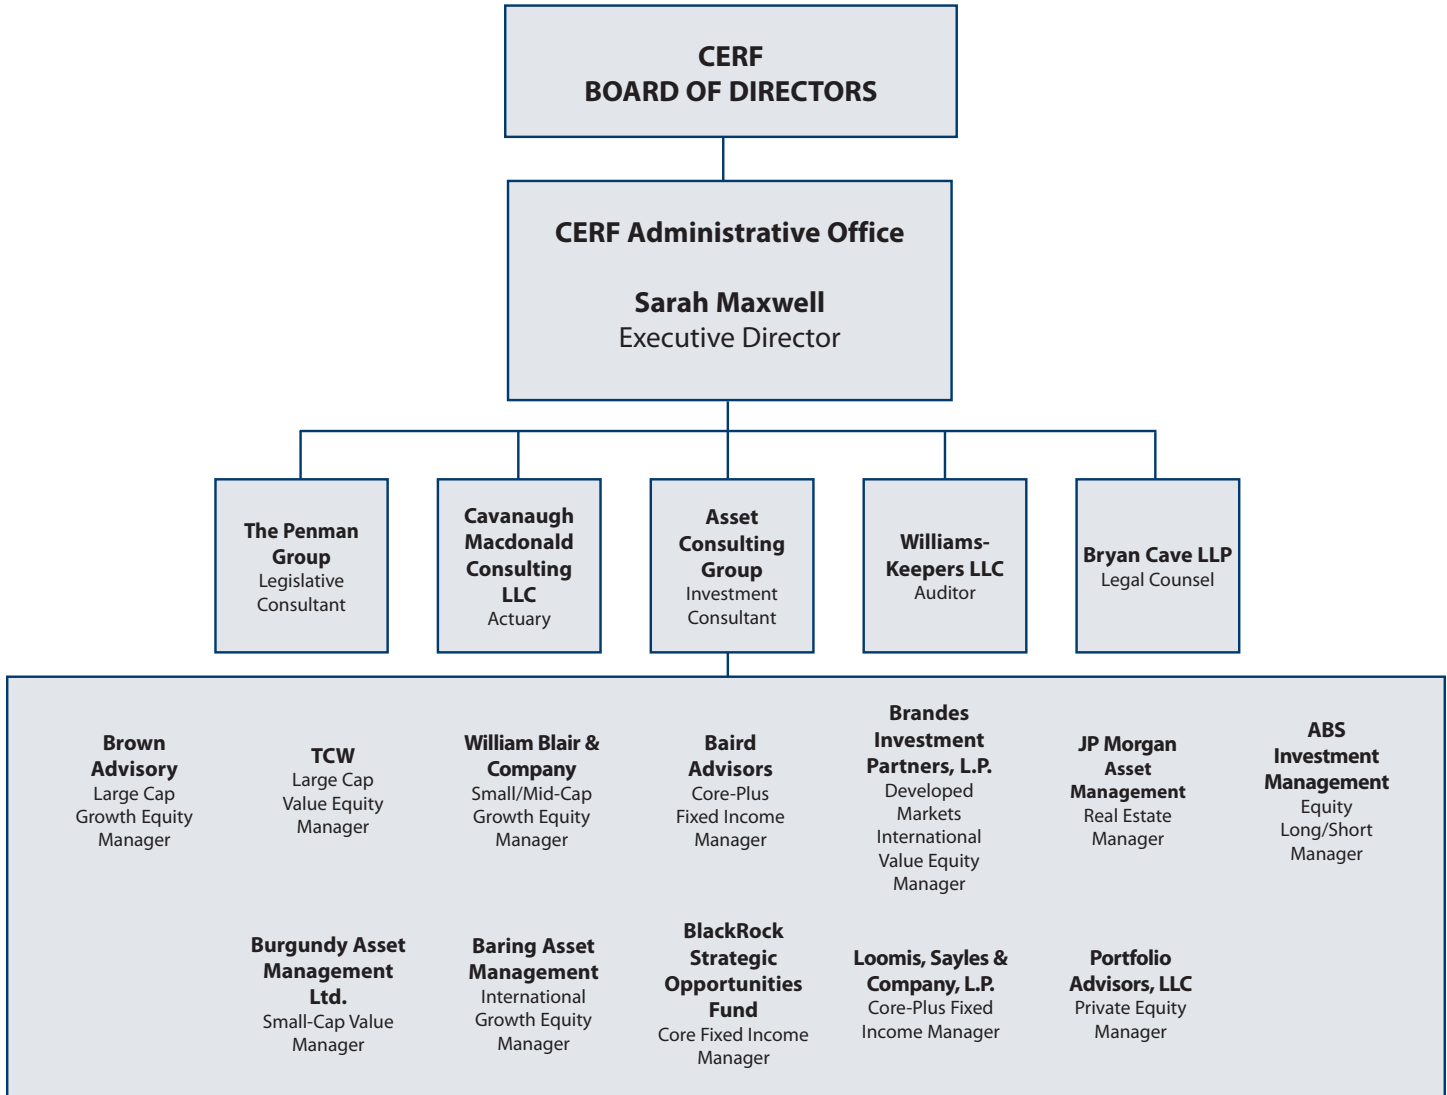 CERF
BOARD OF DIRECTORS
CERF Administrative Office
Sarah Maxwell
Executive Director
The Penman
Group
Legislative
Consultant
Cavanaugh
Macdonald
Consulting
LLC
Actuary
Asset
Consulting
Group
Investment
Consultant
Williams-
Keepers LLC
Auditor
Bryan Cave LLP
Legal Counsel
Brown
Advisory
Large Cap
Growth Equity
Manager
TCW
Large Cap
Value Equity
Manager
William Blair &
Company
Small/Mid-Cap
Growth Equity
Manager
Baird
Advisors
Core-Plus
Fixed Income
Manager
Brandes
Investment
Partners, L.P.
Developed
Markets
International
Value Equity
Manager
JP Morgan
Asset
Management
Real Estate
Manager
ABS
Investment
Management
Equity
Long/Short
Manager
Burgundy Asset
Management
Ltd.
Small-Cap Value
Manager
Baring Asset
Management
International
Growth Equity
Manager
BlackRock
Strategic
Opportunities
Fund
Core Fixed Income
Manager
Loomis, Sayles &
Company, L.P.
Core-Plus Fixed
Income Manager
Portfolio
Advisors, LLC
Private Equity
Manager